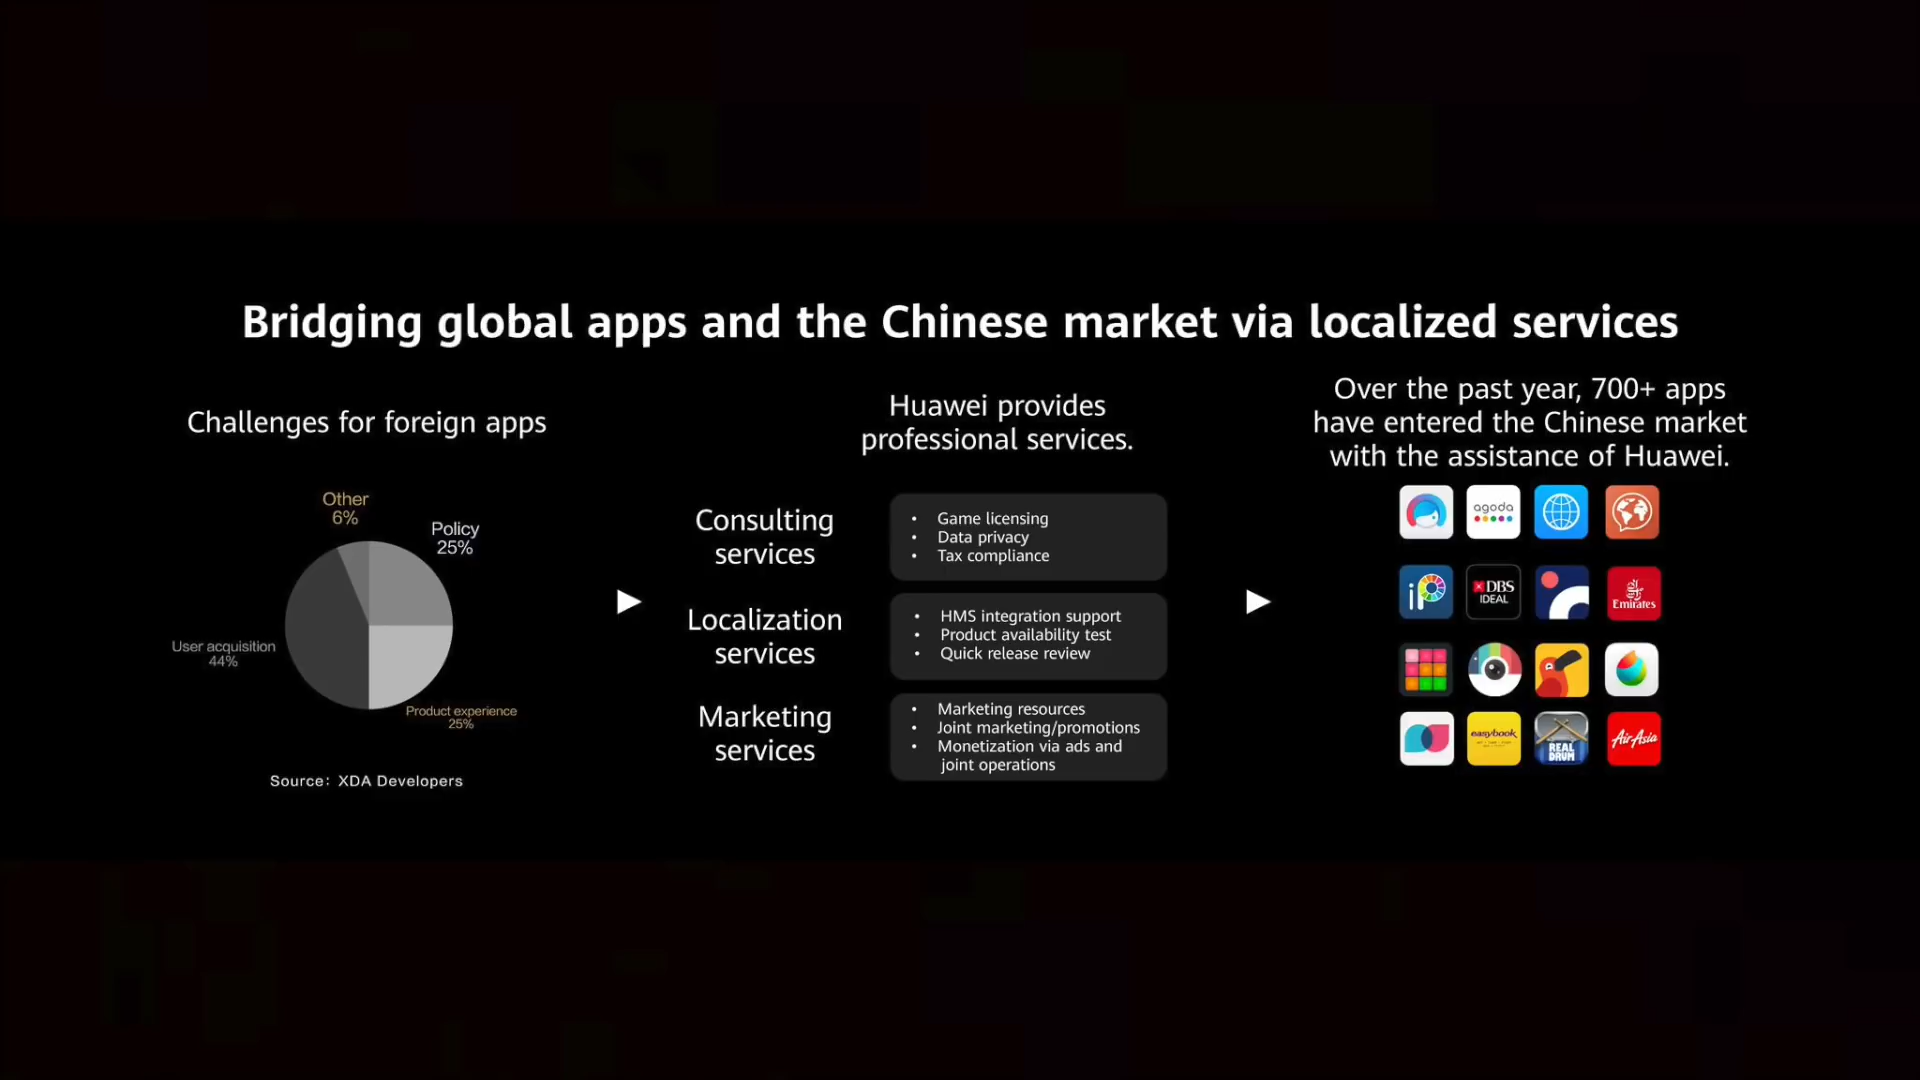 Bridging global apps and the Chinese market via localized services
Challenges for foreign apps
Other
6%
Policy
25%
User acquisition
44%
Product experience
25%
Source: XDA Developers
Huawei provides
professional services.
Consulting
services
• Game licensing
• Data privacy
• Tax compliance
Localization
services
• HMS integration support
• Product availability test
• Quick release review
Marketing
services
• Marketing resources
• Joint marketing/promotions
• Monetization via ads and
joint operations
Over the past year, 700+ apps
have entered the Chinese market
with the assistance of Huawei.
agoda
iP
DBS
IDEAL
Emirates
easybook
REAL
DRUM
AirAsia